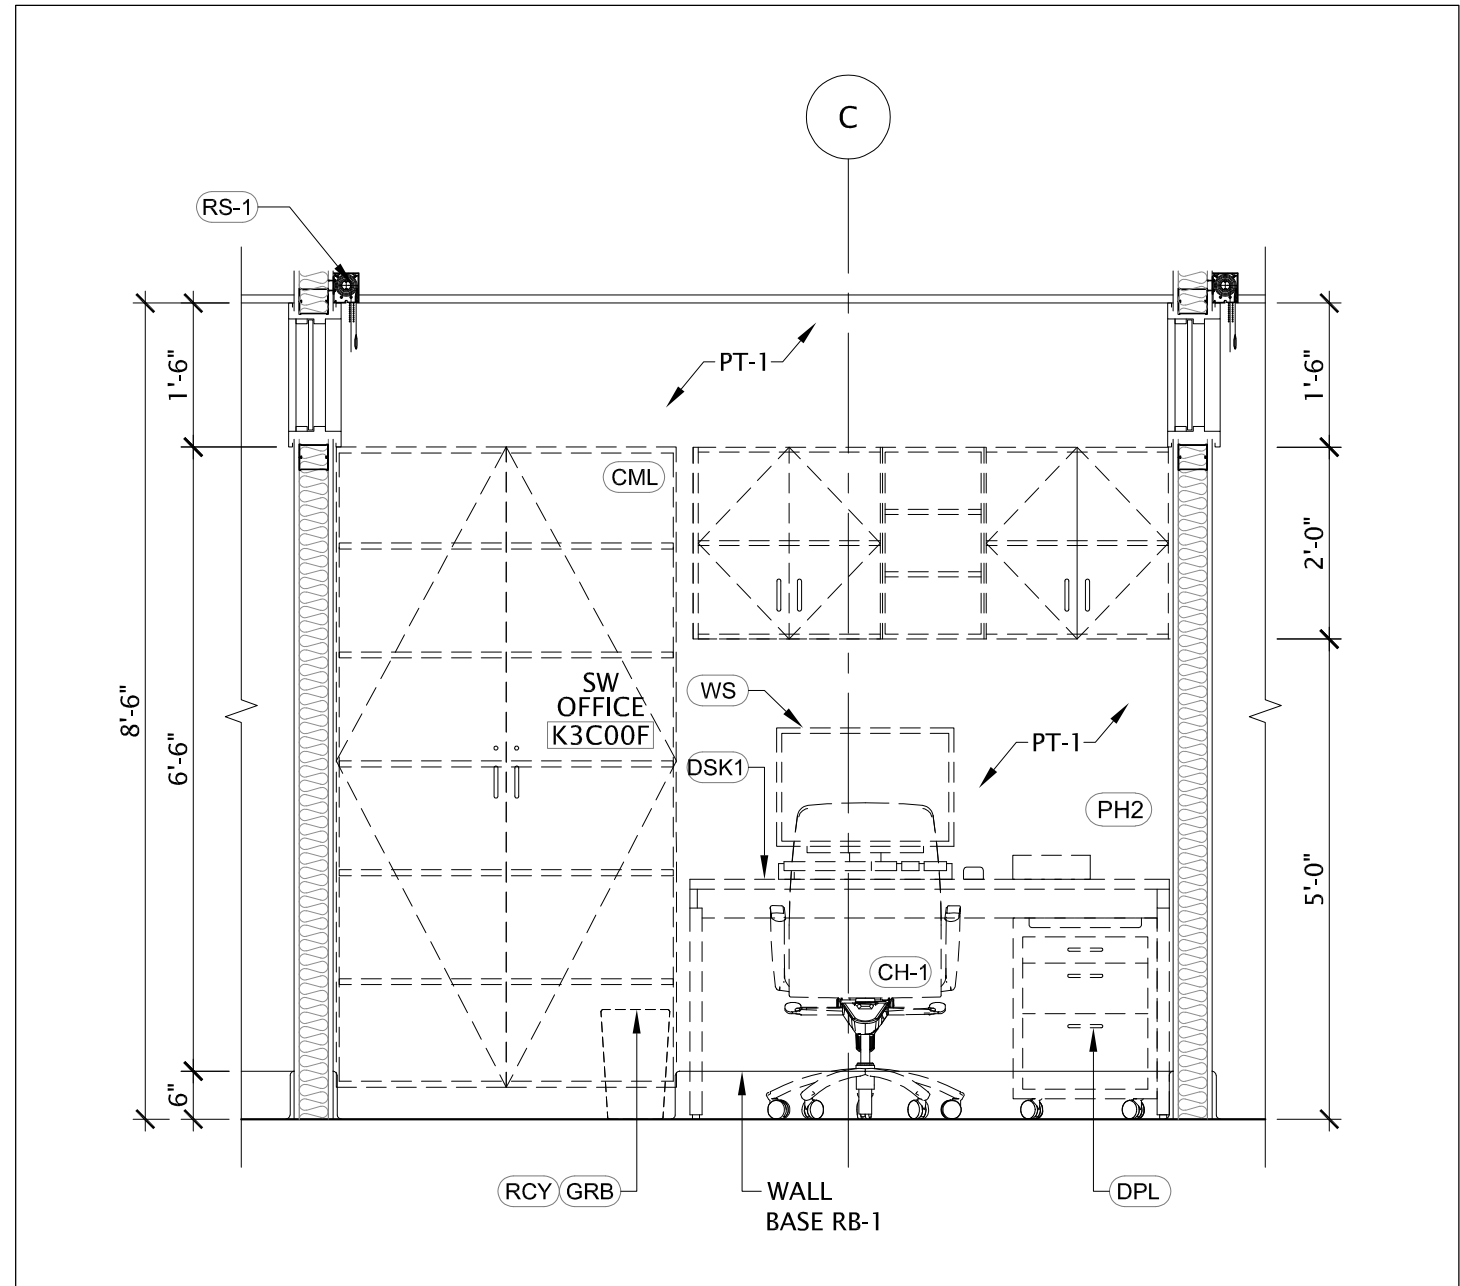 C
RS-1
PT-1
1'-6"
1'-6"
CML
2'-0"
SW
OFFICE
K3C00F
WS
8'-6"
6'-6"
PT-1
DSK1
PH2
5'-0"
CH-1
6"
RCY GRB
WALL
BASE RB-1
DPL